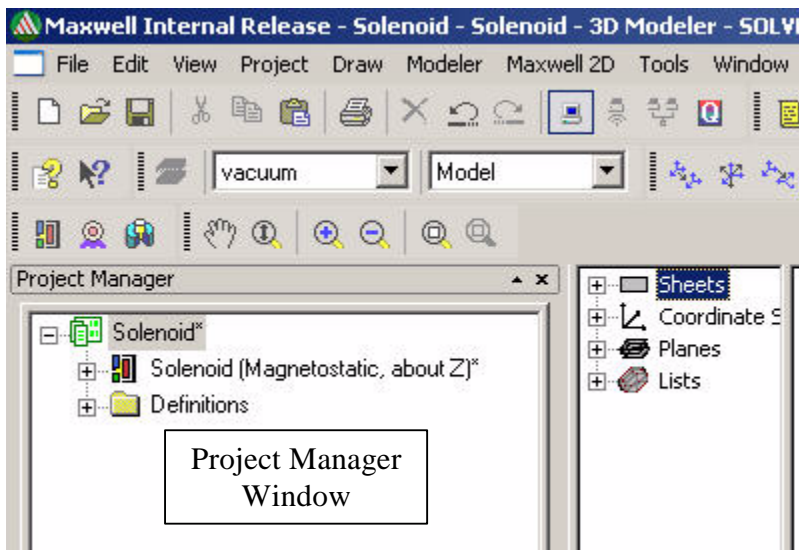 Maxwell Internal Release - Solenoid - Solenoid - 3D Modeler - SOLV
File Edit View Project Draw Modeler Maxwell 2D Tools Window
vacuum Model
Project Manager
Solenoid*
Solenoid (Magnetostatic, about Z)*
Definitions
Project Manager
Window
Sheets
Coordinate S
Planes
Lists